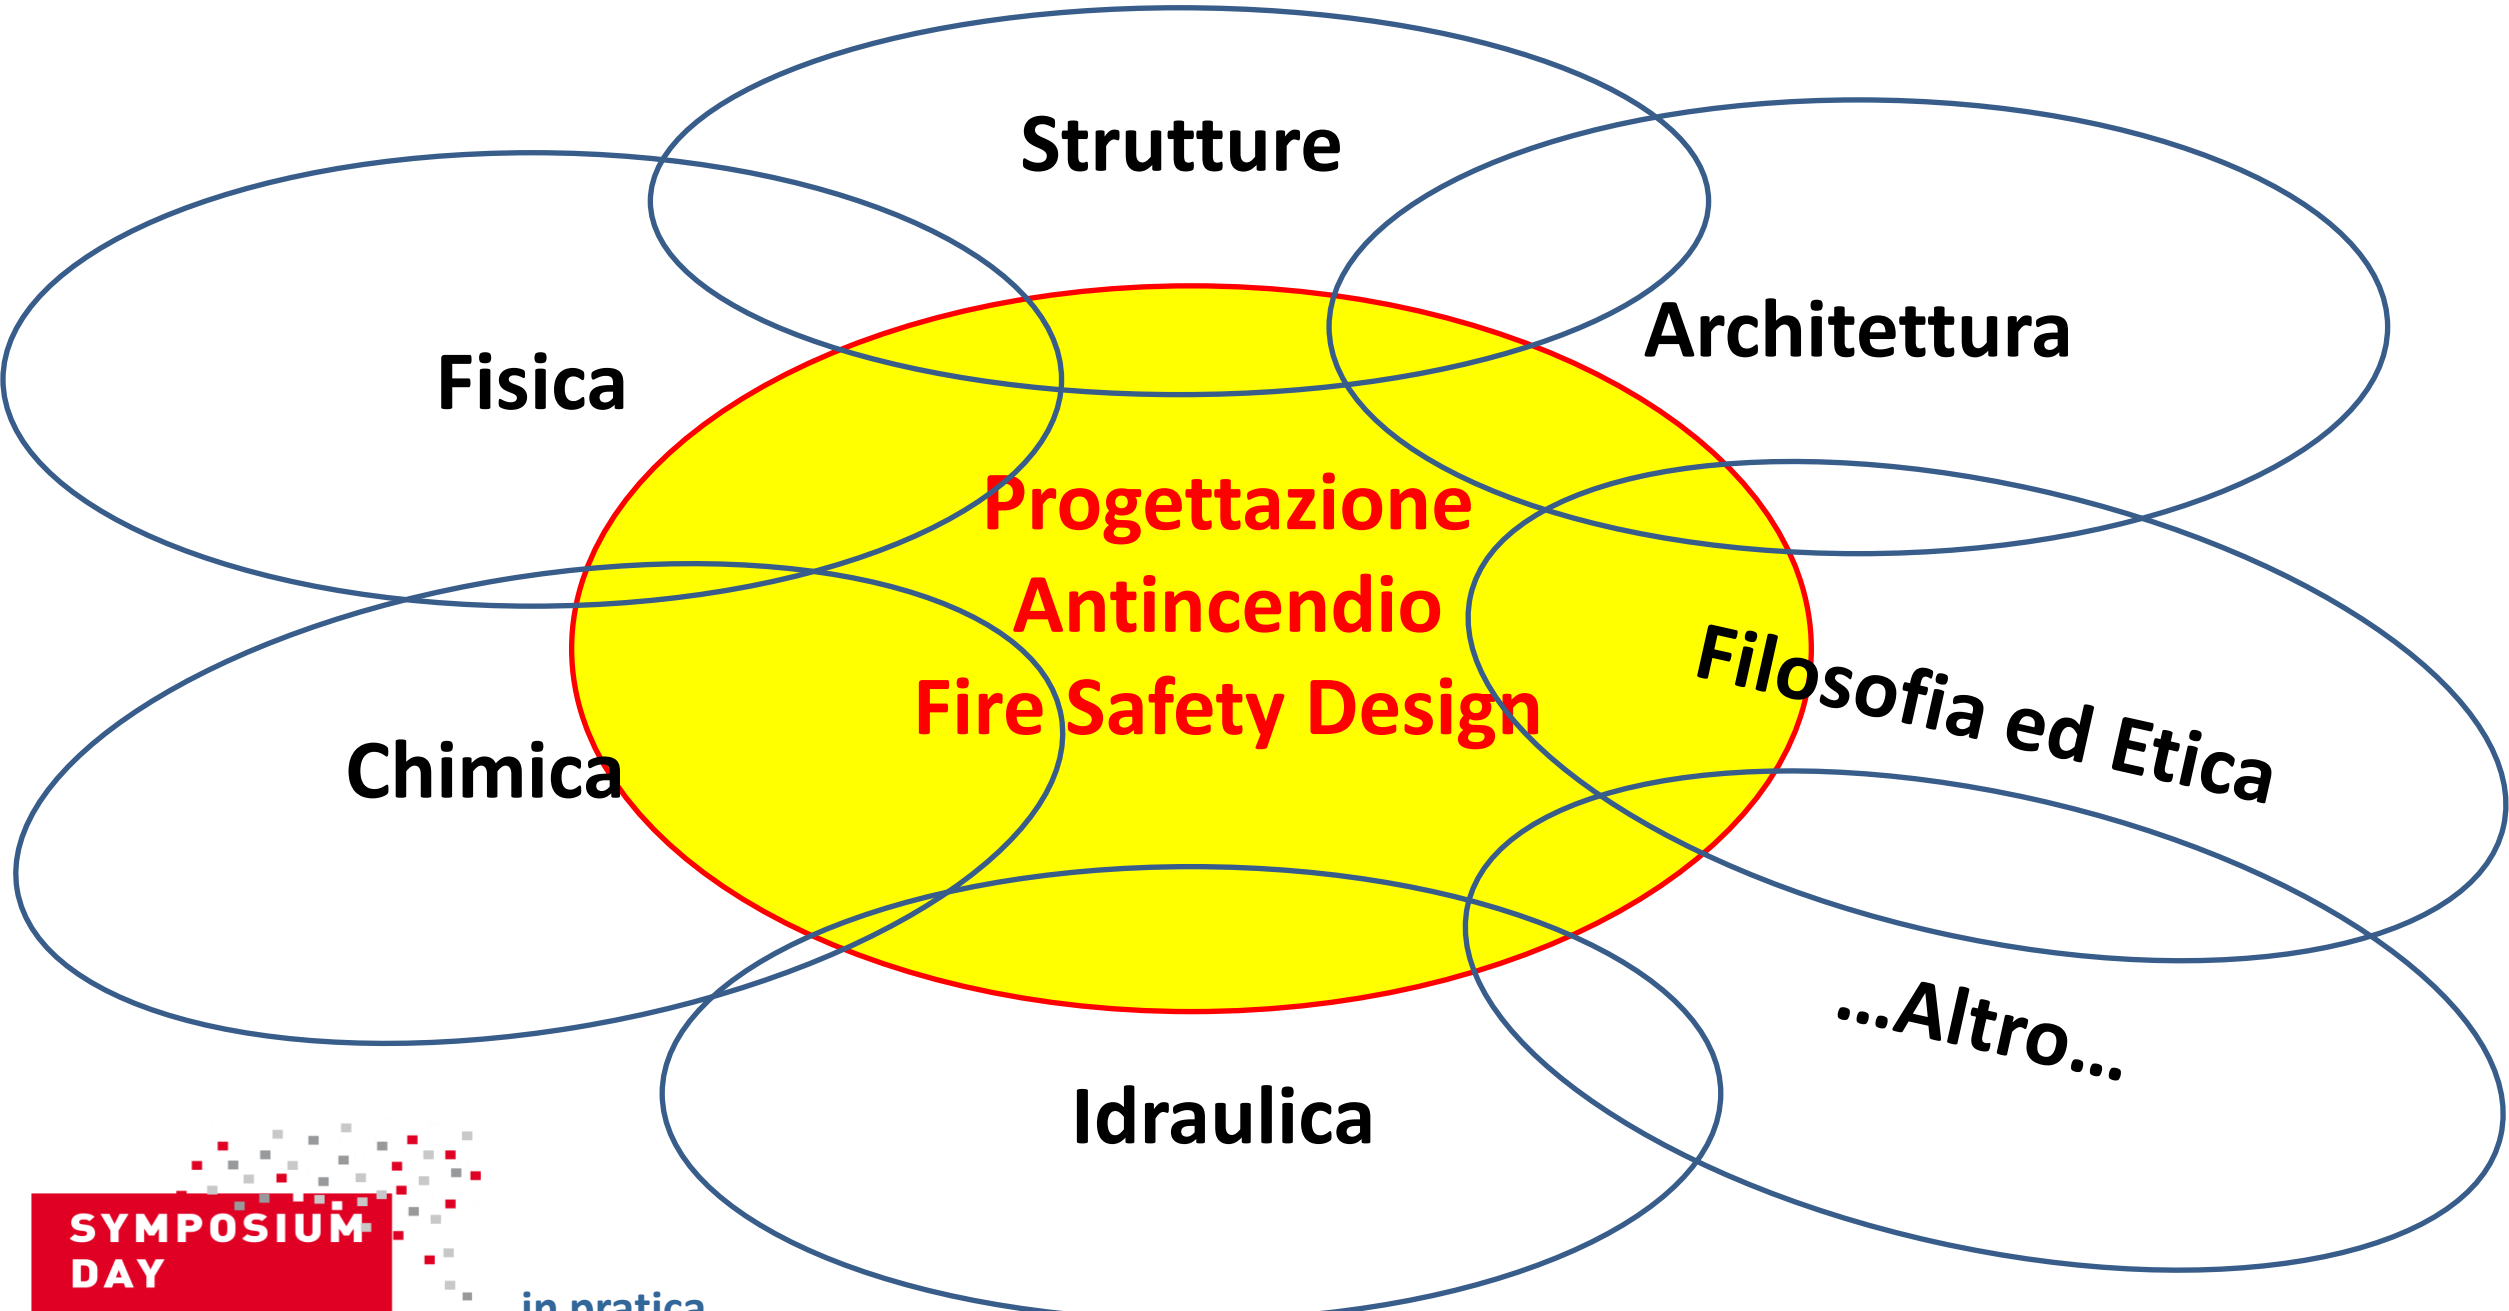 Strutture
Architettura
Fisica
Progettazione
Antincendio
Fire Safety Design
Filosofia ed Etica
Chimica
...Altro...
Idraulica
SYMPOSIUM
DAY
in pratica